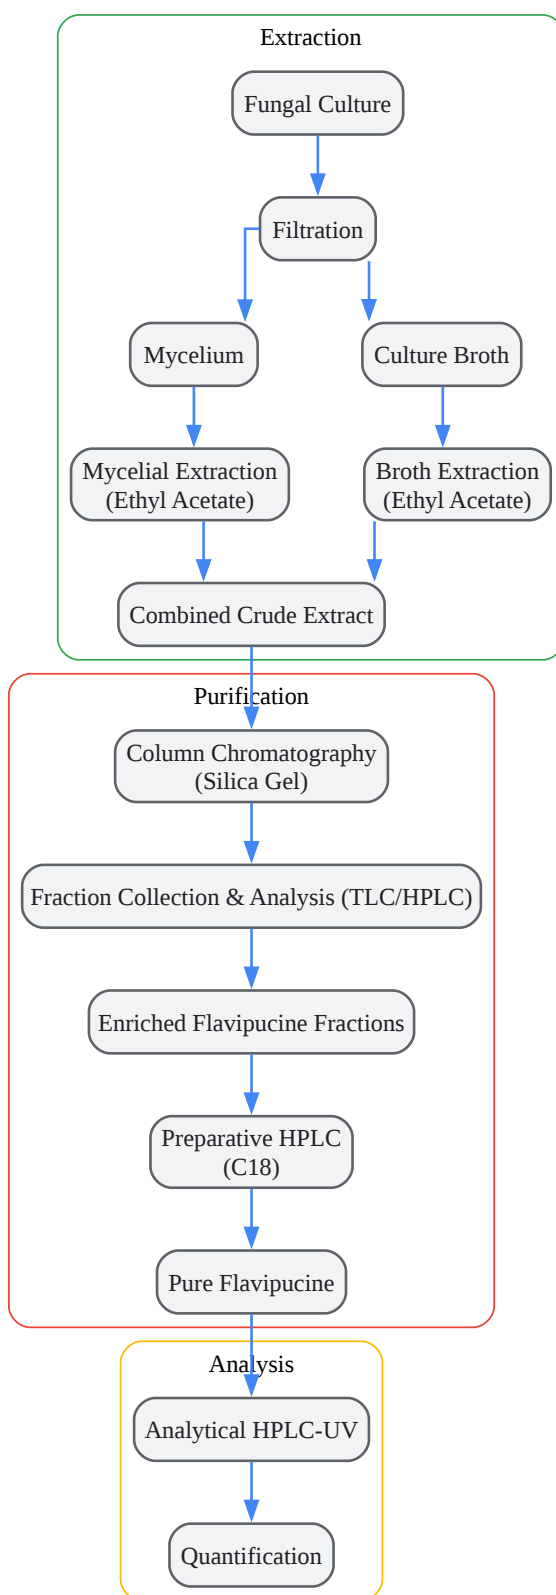 Extraction
Fungal Culture
Filtration
Mycelium
Culture Broth
Mycelial Extraction
(Ethyl Acetate)
Broth Extraction
(Ethyl Acetate)
Combined Crude Extract
Purification
Column Chromatography
(Silica Gel)
Fraction Collection & Analysis (TLC/HPLC)
Enriched Flavipucine Fractions
Preparative HPLC
(C18)
Pure Flavipucine
Analysis
Analytical HPLC-UV
Quantification